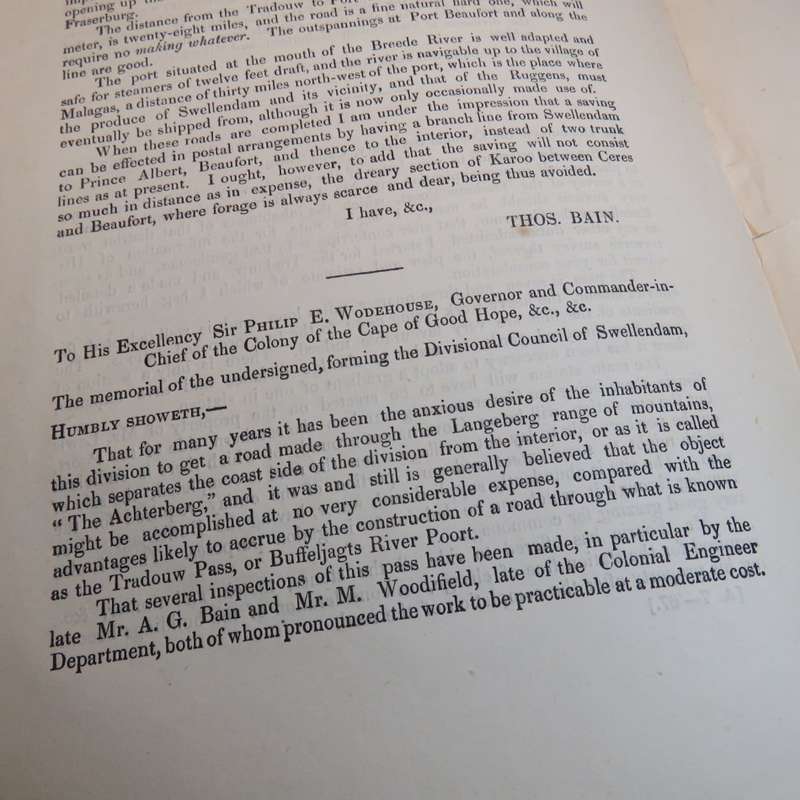 opening up
Fraserburg.
The distance from the Tradouw to Port
meter, is twenty-eight miles, and the road is a fine natural hard one, which will
require no making whatever. The outspannings at Port Beaufort and along the
line are good.
The port situated at the mouth of the Breede River is well adapted and
safe for steamers of twelve feet draft, and the river is navigable up to the village of
Malagas, a distance of thirty miles north-west of the port, which is the place where
the produce of Swellendam and its vicinity, and that of the Ruggens, must
eventually be shipped from, although it is now only occasionally made use of.
When these roads are completed I am under the impression that a saving
can be effected in postal arrangements by having a branch line from Swellendam
to Prince Albert, Beaufort, and thence to the interior, instead of two trunk
lines as at present. I ought, however, to add that the saving will not consist
so much in distance as in expense, the dreary section of Karoo between Ceres
and Beaufort, where forage is always scarce and dear, being thus avoided.
I have, &c.,
THOS. BAIN.
To His Excellency Sir PHILIP E. WODEHOUSE, Governor and Commander-in-
Chief of the Colony of the Cape of Good Hope, &c., &c.
The memorial of the undersigned, forming the Divisional Council of Swellendam,
HUMBLY SHOWETH,—
That for many years it has been the anxious desire of the inhabitants of
this division to get a road made through the Langeberg range of mountains,
which separates the coast side of the division from the interior, or as it is called
“The Achterberg,” and it was and still is generally believed that the object
might be accomplished at no very considerable expense, compared with the
advantages likely to accrue by the construction of a road through what is known
as the Tradouw Pass, or Buffeljagts River Poort.
That several inspections of this pass have been made, in particular by the
late Mr. A. G. Bain and Mr. M. Woodifield, late of the Colonial Engineer
Department, both of whom pronounced the work to be practicable at a moderate cost.